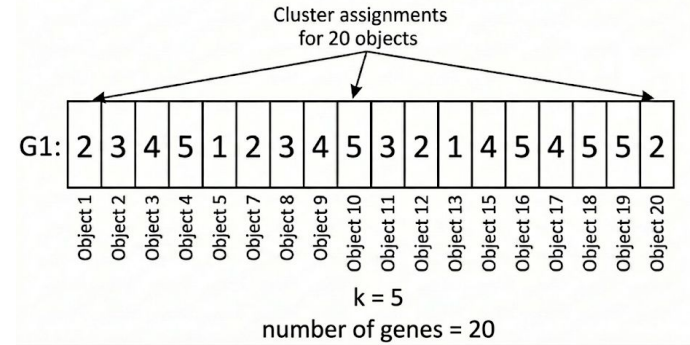 Cluster assignments
for 20 objects
G1: 2 3 4 5 1 2 3 4 5 3 2 1 4 5 4 5 5 2
Object 1 Object 2 Object 3 Object 4 Object 5 Object 7 Object 8 Object 9 Object 10 Object 11 Object 12 Object 13 Object 15 Object 16 Object 17 Object 18 Object 19 Object 20
k = 5
number of genes = 20